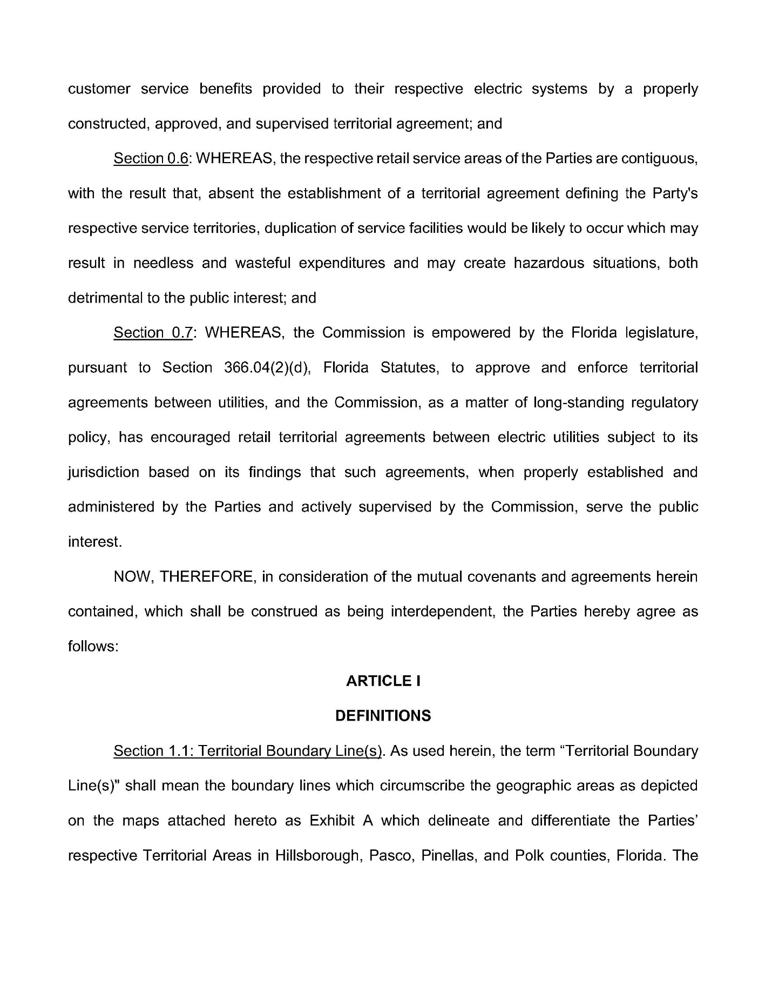 customer service benefits provided to their respective electric systems by a properly
constructed, approved, and supervised territorial agreement; and
Section 0.6: WHEREAS, the respective retail service areas of the Parties are contiguous,
with the result that, absent the establishment of a territorial agreement defining the Party's
respective service territories, duplication of service facilities would be likely to occur which may
result in needless and wasteful expenditures and may create hazardous situations, both
detrimental to the public interest; and
Section 0.7: WHEREAS, the Commission is empowered by the Florida legislature,
pursuant to Section 366.04(2)(d), Florida Statutes, to approve and enforce territorial
agreements between utilities, and the Commission, as a matter of long-standing regulatory
policy, has encouraged retail territorial agreements between electric utilities subject to its
jurisdiction based on its findings that such agreements, when properly established and
administered by the Parties and actively supervised by the Commission, serve the public
interest.
NOW, THEREFORE, in consideration of the mutual covenants and agreements herein
contained, which shall be construed as being interdependent, the Parties hereby agree as
follows:
ARTICLE I
DEFINITIONS
Section 1.1: Territorial Boundary Line(s). As used herein, the term “Territorial Boundary
Line(s)" shall mean the boundary lines which circumscribe the geographic areas as depicted
on the maps attached hereto as Exhibit A which delineate and differentiate the Parties’
respective Territorial Areas in Hillsborough, Pasco, Pinellas, and Polk counties, Florida. The